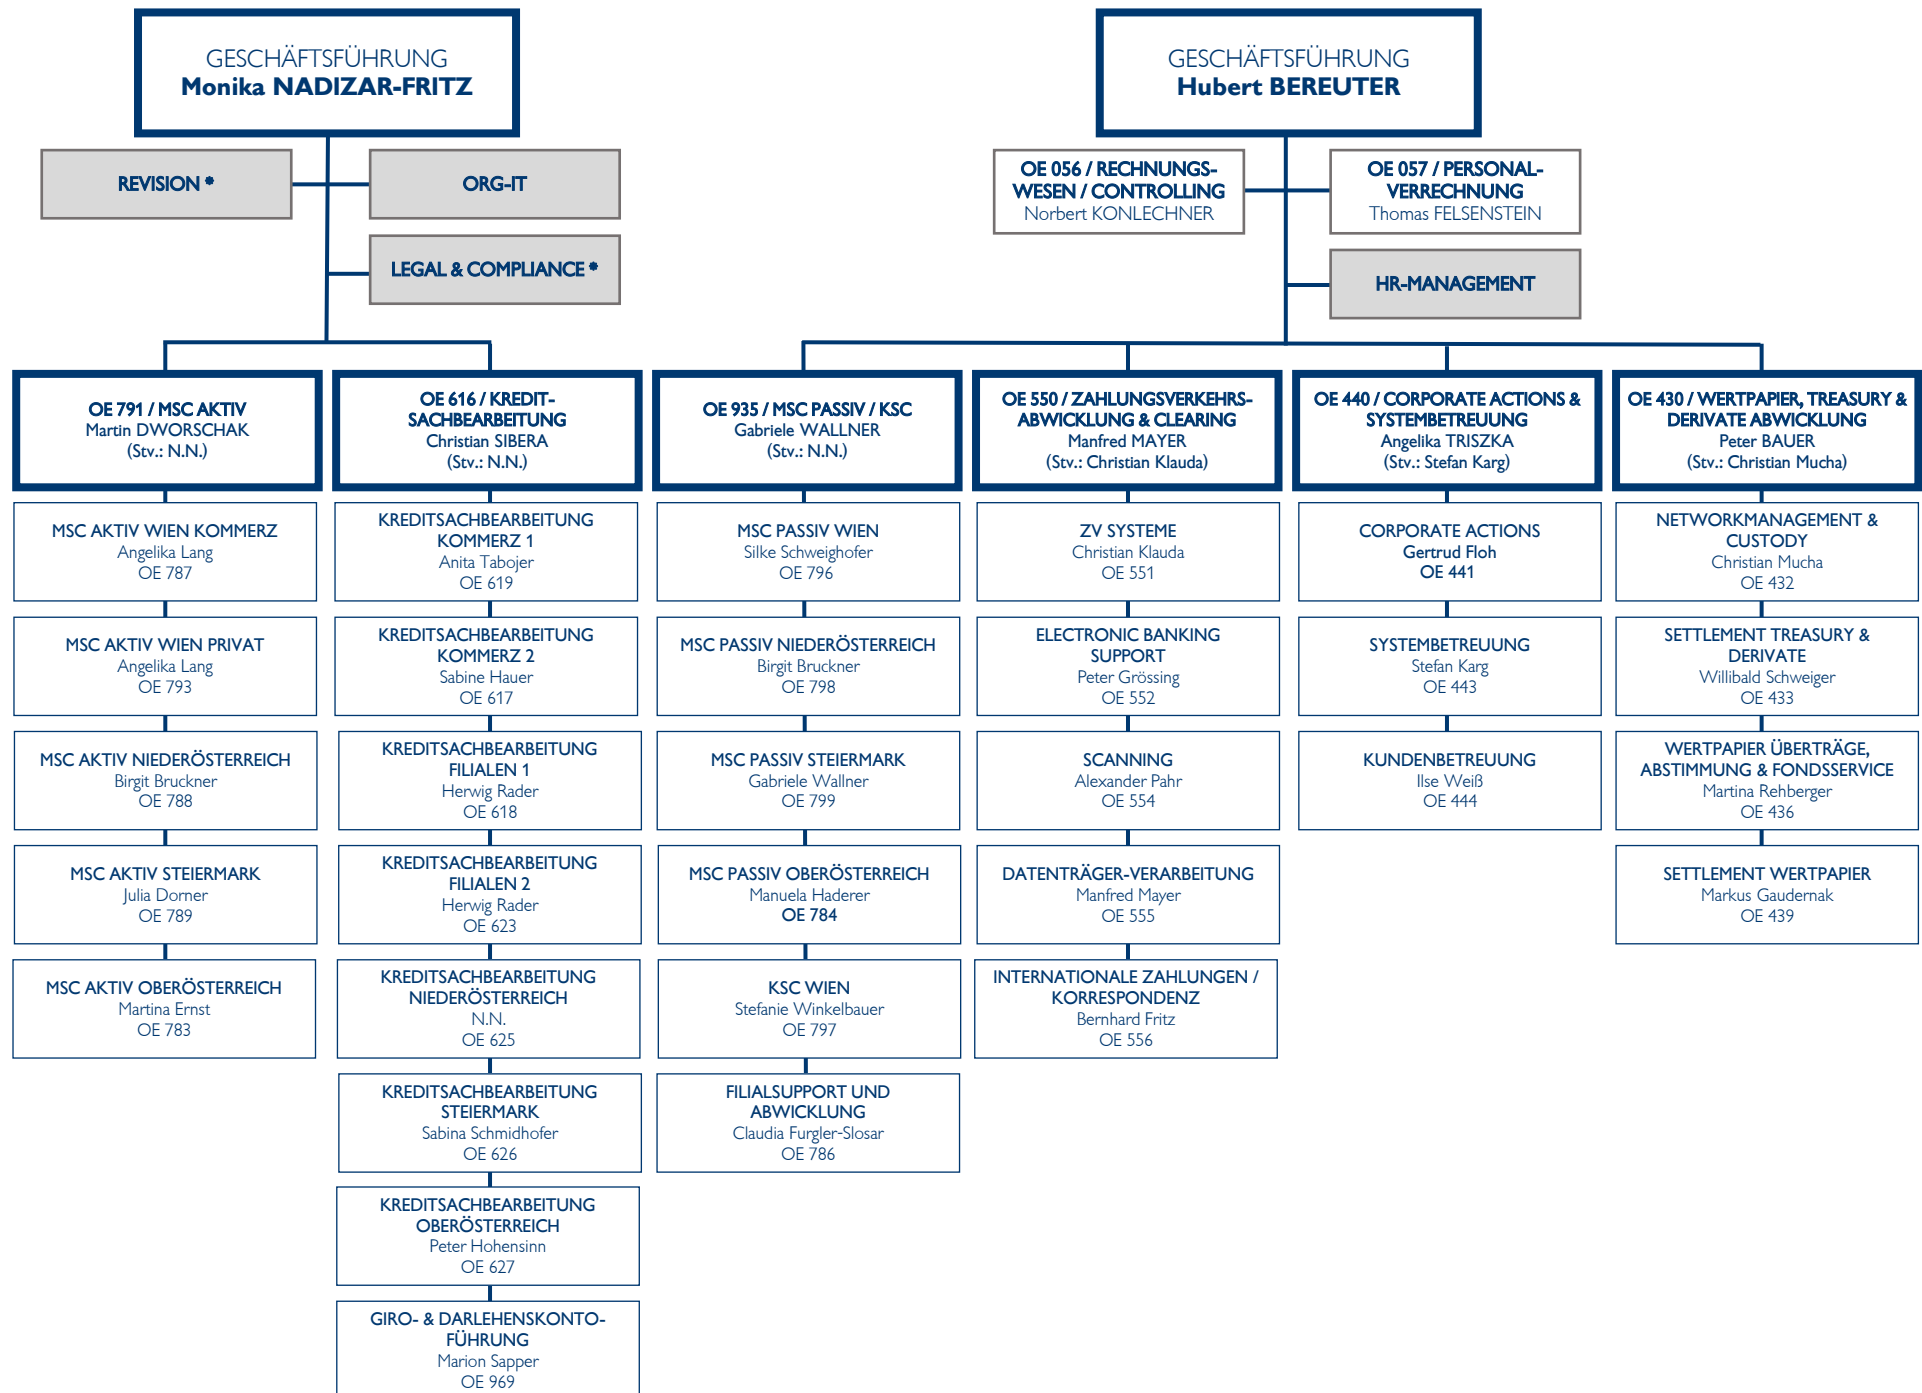 GESCHÄFTSFÜHRUNG
Monika NADIZAR-FRITZ
GESCHÄFTSFÜHRUNG
Hubert BEREUTER
REVISION *
ORG-IT
LEGAL & COMPLIANCE *
OE 056 / RECHNUNGS-
WESEN / CONTROLLING
Norbert KONLECHNER
OE 057 / PERSONAL-
VERRECHNUNG
Thomas FELSENSTEIN
HR-MANAGEMENT
OE 791 / MSC AKTIV
Martin DWORSCHAK
(Stv.: N.N.)
MSC AKTIV WIEN KOMMERZ
Angelika Lang
OE 787
MSC AKTIV WIEN PRIVAT
Angelika Lang
OE 793
MSC AKTIV NIEDERÖSTERREICH
Birgit Bruckner
OE 788
MSC AKTIV STEIERMARK
Julia Dorner
OE 789
MSC AKTIV OBERÖSTERREICH
Martina Ernst
OE 783
OE 616 / KREDIT-
SACHBEARBEITUNG
Christian SIBERA
(Stv.: N.N.)
KREDITSACHBEARBEITUNG
KOMMERZ 1
Anita Tabojer
OE 619
KREDITSACHBEARBEITUNG
KOMMERZ 2
Sabine Hauer
OE 617
KREDITSACHBEARBEITUNG
FILIALEN 1
Herwig Rader
OE 618
KREDITSACHBEARBEITUNG
FILIALEN 2
Herwig Rader
OE 623
KREDITSACHBEARBEITUNG
NIEDERÖSTERREICH
N.N.
OE 625
KREDITSACHBEARBEITUNG
STEIERMARK
Sabina Schmidhofer
OE 626
KREDITSACHBEARBEITUNG
OBERÖSTERREICH
Peter Hohensinn
OE 627
GIRO- & DARLEHENSKONTO-
FÜHRUNG
Marion Sapper
OE 969
OE 935 / MSC PASSIV / KSC
Gabriele WALLNER
(Stv.: N.N.)
MSC PASSIV WIEN
Silke Schweighofer
OE 796
MSC PASSIV NIEDERÖSTERREICH
Birgit Bruckner
OE 798
MSC PASSIV STEIERMARK
Gabriele Wallner
OE 799
MSC PASSIV OBERÖSTERREICH
Manuela Haderer
OE 784
KSC WIEN
Stefanie Winkelbauer
OE 797
FILIALSUPPORT UND
ABWICKLUNG
Claudia Furgler-Slosar
OE 786
OE 550 / ZAHLUNGSVERKEHRS-
ABWICKLUNG & CLEARING
Manfred MAYER
(Stv.: Christian Klauda)
ZV SYSTEME
Christian Klauda
OE 551
ELECTRONIC BANKING
SUPPORT
Peter Grössing
OE 552
SCANNING
Alexander Pahr
OE 554
DATENTRÄGER-VERARBEITUNG
Manfred Mayer
OE 555
INTERNATIONALE ZAHLUNGEN /
KORRESPONDENZ
Bernhard Fritz
OE 556
OE 440 / CORPORATE ACTIONS &
SYSTEMBETREUUNG
Angelika TRISZKA
(Stv.: Stefan Karg)
CORPORATE ACTIONS
Gertrud Floh
OE 441
SYSTEMBETREUUNG
Stefan Karg
OE 443
KUNDENBETREUUNG
Ilse Weiß
OE 444
OE 430 / WERTPAPIER, TREASURY &
DERIVATE ABWICKLUNG
Peter BAUER
(Stv.: Christian Mucha)
NETWORKMANAGEMENT &
CUSTODY
Christian Mucha
OE 432
SETTLEMENT TREASURY &
DERIVATE
Willibald Schweiger
OE 433
WERTPAPIER ÜBERTRÄGE,
ABSTIMMUNG & FONDSSERVICE
Martina Rehberger
OE 436
SETTLEMENT WERTPAPIER
Markus Gaudernak
OE 439